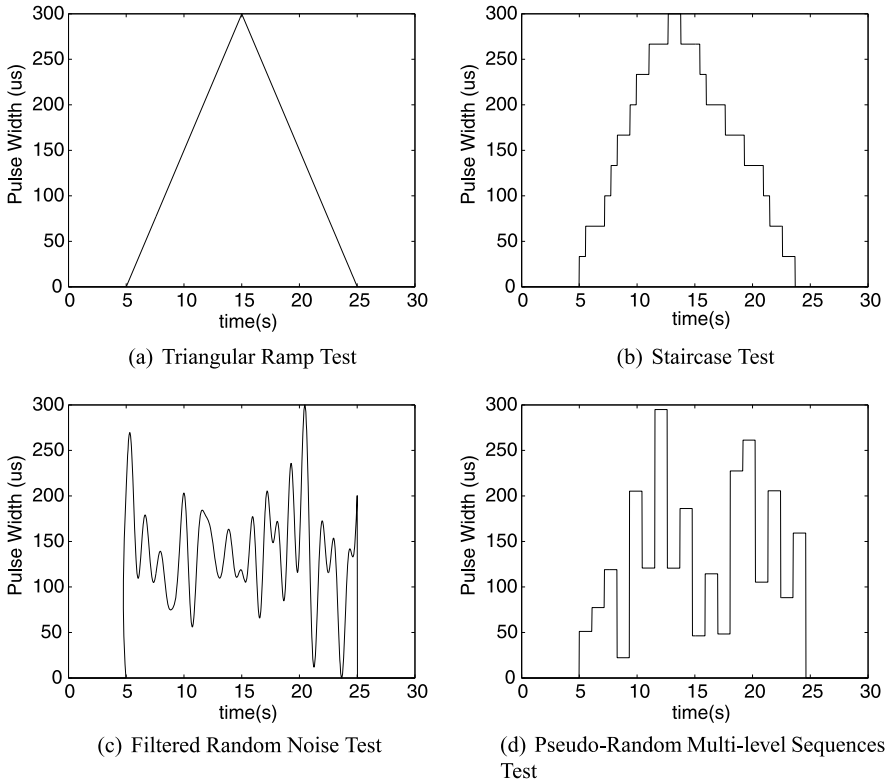 300
250
200
150
100
50
0
Pulse Width (us)
0 5 10 15 20 25 30
time(s)
(a) Triangular Ramp Test
300
250
200
150
100
50
0
Pulse Width (us)
0 5 10 15 20 25 30
time(s)
(b) Staircase Test
300
250
200
150
100
50
0
Pulse Width (us)
0 5 10 15 20 25 30
time(s)
(c) Filtered Random Noise Test
300
250
200
150
100
50
0
Pulse Width (us)
0 5 10 15 20 25 30
time(s)
(d) Pseudo-Random Multi-level Sequences
Test